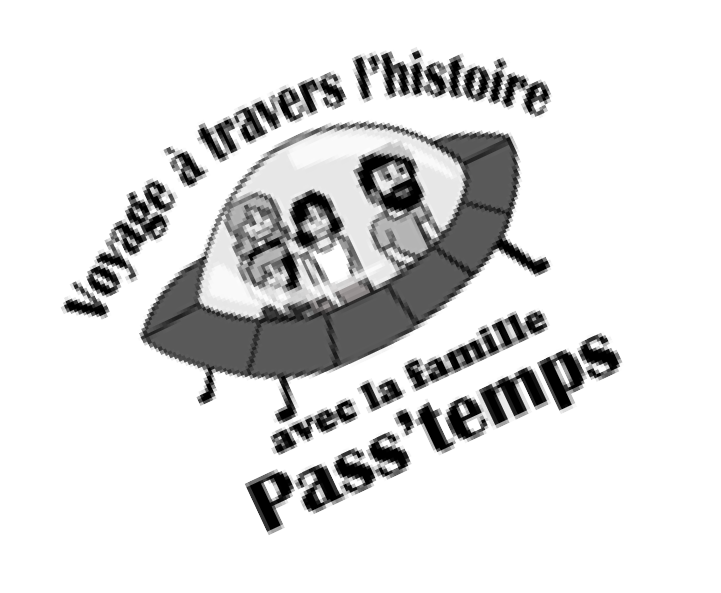 Voyage à travers l'histoire
avec la famille
Pass'temps